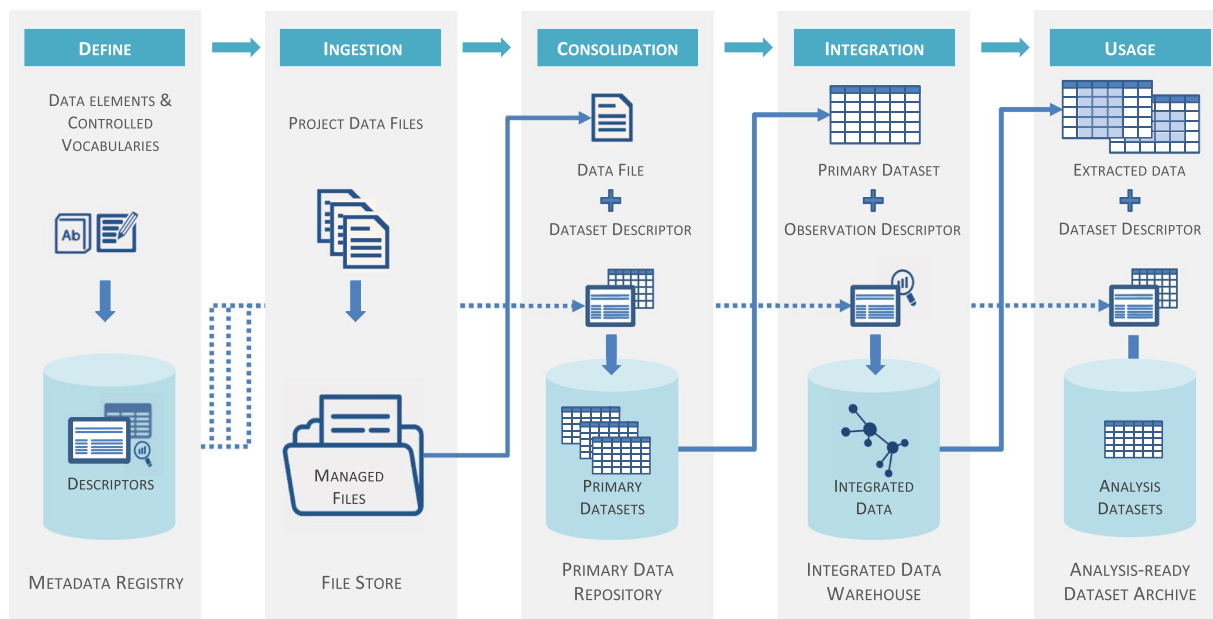 DEFINE
DATA ELEMENTS &
CONTROLLED
VOCABULARIES
Ab
DESCRIPTORS
METADATA REGISTRY
INGESTION
PROJECT DATA FILES
MANAGED
FILES
FILE STORE
CONSOLIDATION
DATA FILE
DATASET DESCRIPTOR
PRIMARY
DATASETS
PRIMARY DATA
REPOSITORY
INTEGRATION
PRIMARY DATASET
OBSERVATION DESCRIPTOR
INTEGRATED
DATA
INTEGRATED DATA
WAREHOUSE
USAGE
EXTRACTED DATA
DATASET DESCRIPTOR
ANALYSIS
DATASETS
ANALYSIS-READY
DATASET ARCHIVE